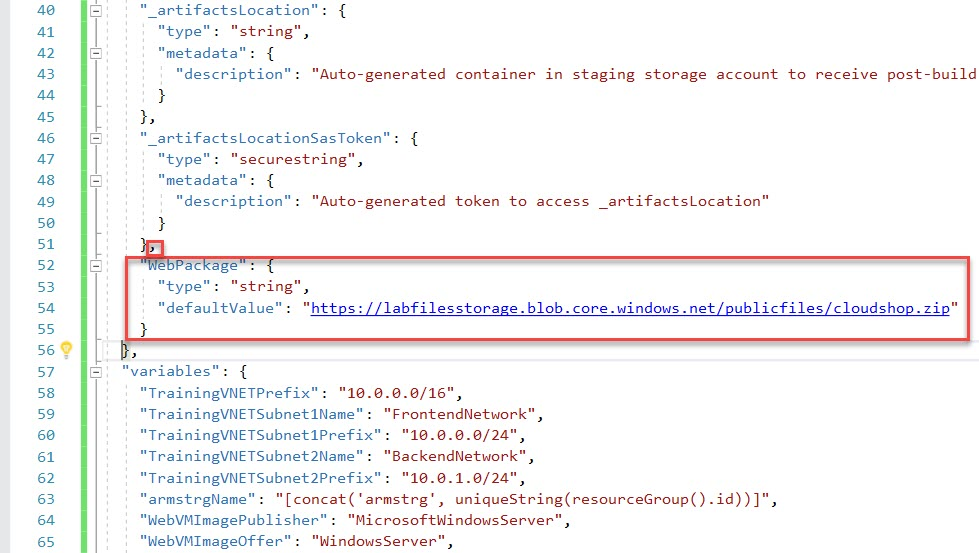 40 "_artifactsLocation": {
41 "type": "string",
42 "metadata": {
43 "description": "Auto-generated container in staging storage account to receive post-build
44 }
45 },
46 "_artifactsLocationSasToken": {
47 "type": "securestring",
48 "metadata": {
49 "description": "Auto-generated token to access _artifactsLocation"
50 }
51 },
52 "WebPackage": {
53 "type": "string",
54 "defaultValue": "https://labfilesstorage.blob.core.windows.net/publicfiles/cloudshop.zip"
55 }
56 },
57 "variables": {
58 "TrainingVNETPrefix": "10.0.0.0/16",
59 "TrainingVNETSubnet1Name": "FrontendNetwork",
60 "TrainingVNETSubnet1Prefix": "10.0.0.0/24",
61 "TrainingVNETSubnet2Name": "BackendNetwork",
62 "TrainingVNETSubnet2Prefix": "10.0.1.0/24",
63 "armstrgName": "[concat('armstrg', uniqueString(resourceGroup().id))]",
64 "WebVMImagePublisher": "MicrosoftWindowsServer",
65 "WebVMImageOffer": "WindowsServer",